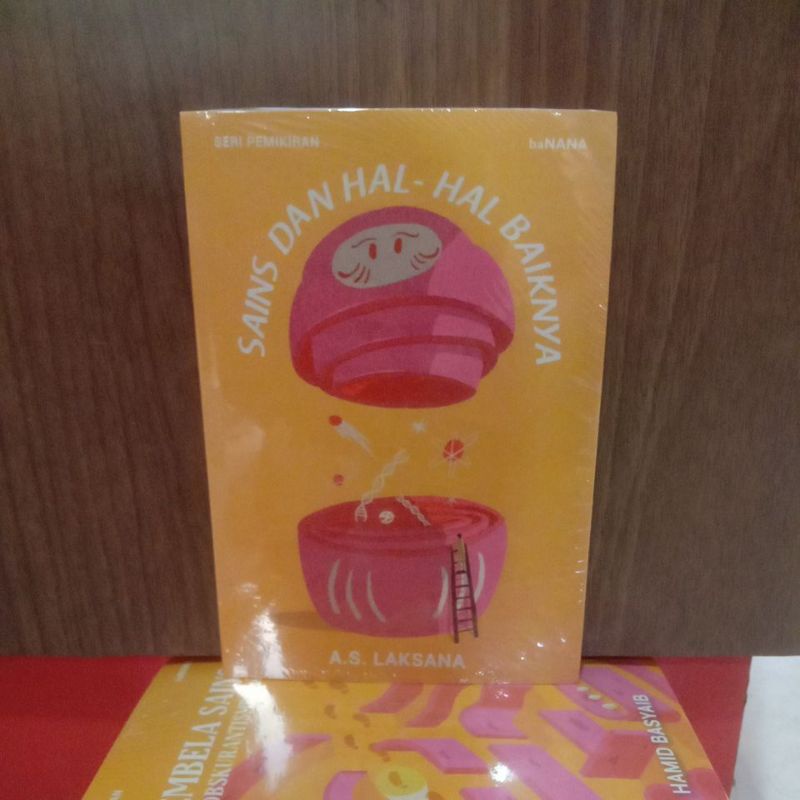 SERI PEMIKIRAN
baNANA
SAINS DAN HAL-HAL BAIKNYA
A.S. LAKSANA
HAMID BASYAIB